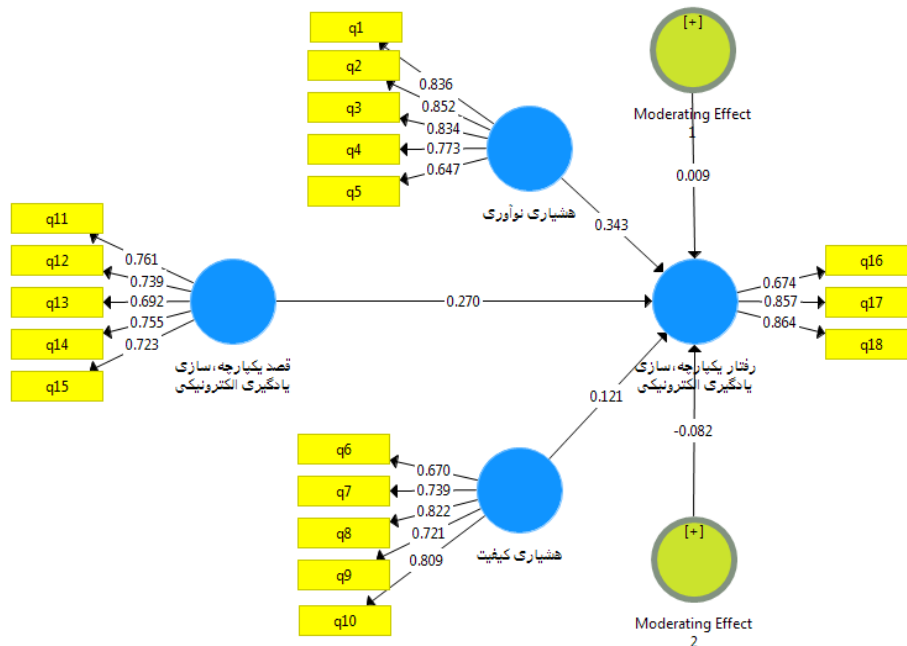 q1
q2
q3
q4
q5
0.836
0.852
0.834
0.773
0.647
هشیاری نوآوری
[+]
Moderating Effect
1
0.009
0.343
q11
q12
q13
q14
q15
0.761
0.739
0.692
0.755
0.723
قصد یکپارچه،سازی
یادگیری الکترونیکی
0.270
رفتار یکپارچه،سازی
یادگیری الکترونیکی
0.674
0.857
0.864
q16
q17
q18
0.121
-0.082
q6
q7
q8
q9
q10
0.670
0.739
0.822
0.721
0.809
هشیاری کیفیت
[+]
Moderating Effect
2